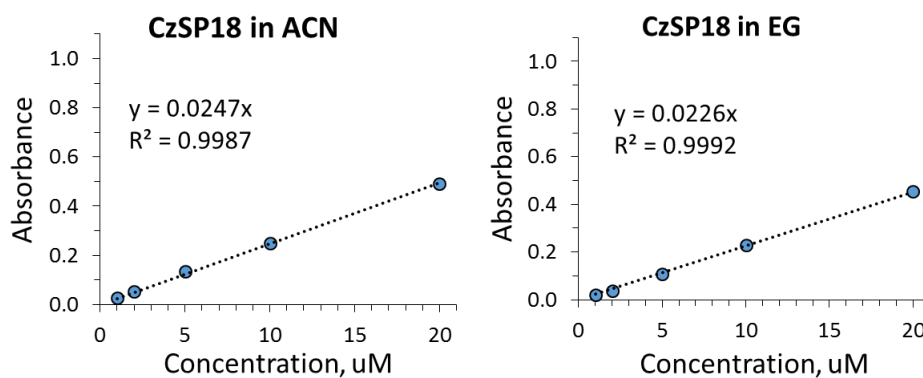 CzSP18 in ACN
1.0
0.8
0.6
0.4
0.2
0.0
Absorbance
y = 0.0247x
R² = 0.9987
0 5 10 15 20
Concentration, uM
CzSP18 in EG
1.0
0.8
0.6
0.4
0.2
0.0
Absorbance
y = 0.0226x
R² = 0.9992
0 5 10 15 20
Concentration, uM